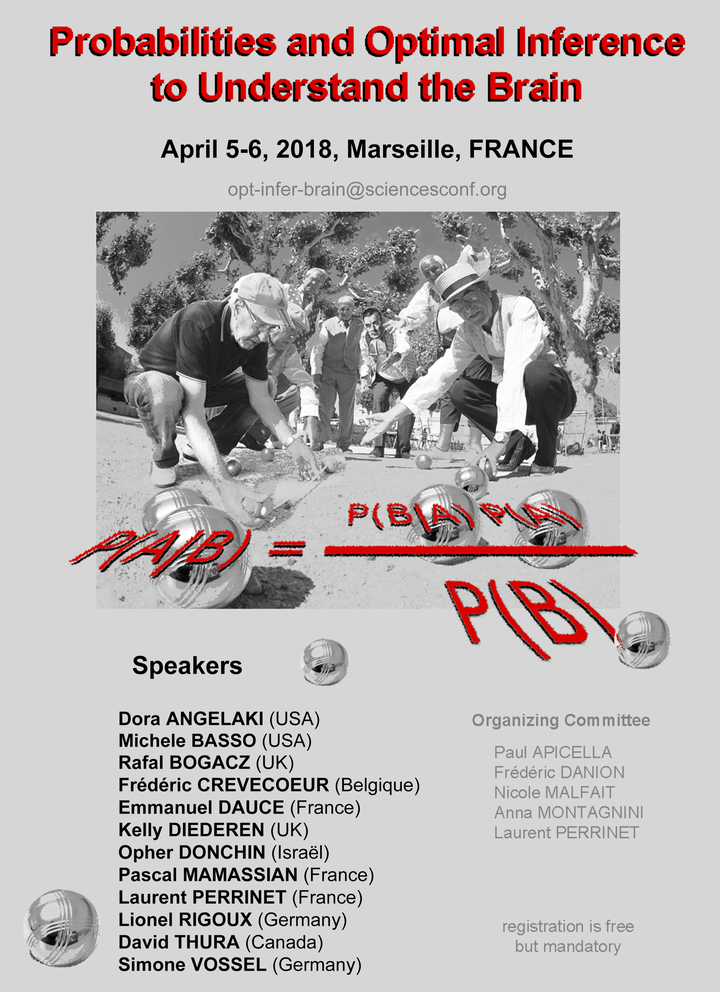 Probabilities and Optimal Inference
to Understand the Brain
April 5-6, 2018, Marseille, FRANCE
opt-infer-brain@sciencesconf.org
P(A|B) = P(B|A) P(A)
P(B)
Speakers
Dora ANGELAKI (USA)
Michele BASSO (USA)
Rafal BOGACZ (UK)
Frédéric CREVECOEUR (Belgique)
Emmanuel DAUCE (France)
Kelly DIEDEREN (UK)
Opher DONCHIN (Israël)
Pascal MAMASSIAN (France)
Laurent PERRINET (France)
Lionel RIGOUX (Germany)
David THURA (Canada)
Simone VOSSEL (Germany)
Organizing Committee
Paul APICELLA
Frédéric DANION
Nicole MALFAIT
Anna MONTAGNINI
Laurent PERRINET
registration is free
but mandatory